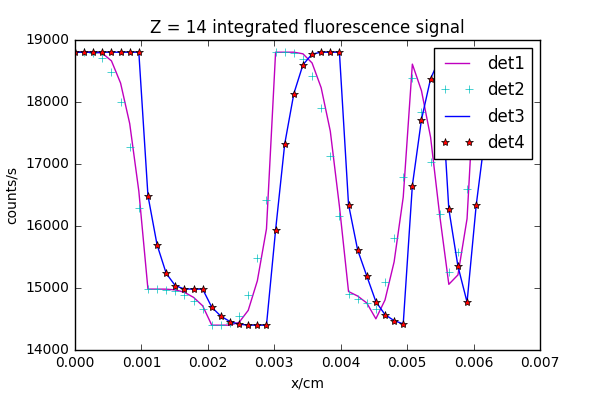 Z = 14 integrated fluorescence signal
19000
18000
17000
16000
15000
14000
counts/s
det1
det2
det3
det4
0.000
0.001
0.002
0.003
0.004
0.005
0.006
0.007
x/cm